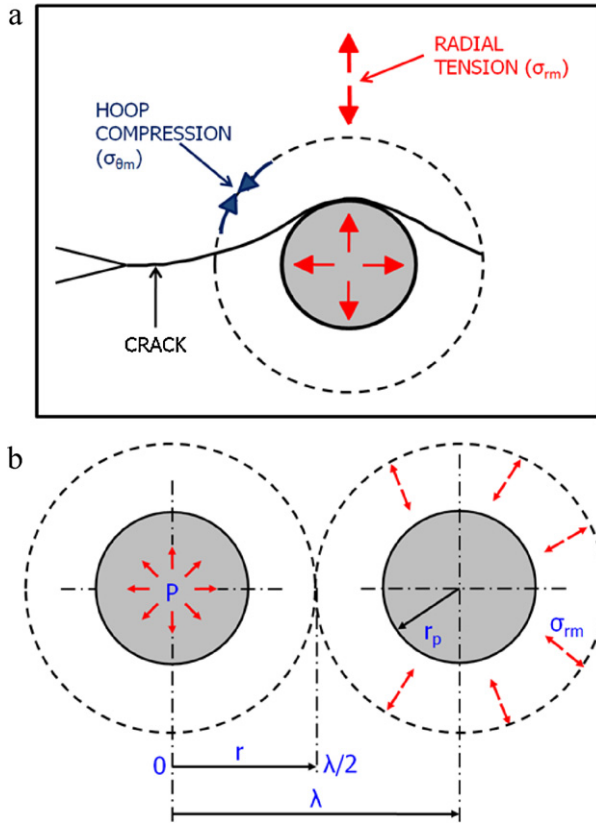 a
RADIAL
TENSION (σrm)
HOOP
COMPRESSION
(σθm)
CRACK
b
P
rp
σrm
0
r
λ/2
λ